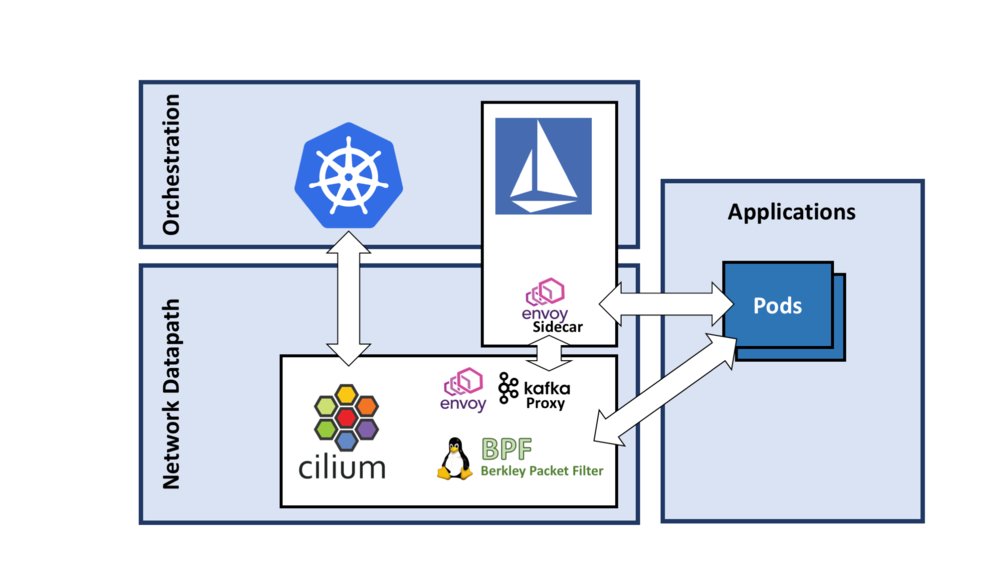 Orchestration
Applications
Pods
envoy
Sidecar
Network Datapath
cilium
envoy
kafka
Proxy
BPF
Berkley Packet Filter